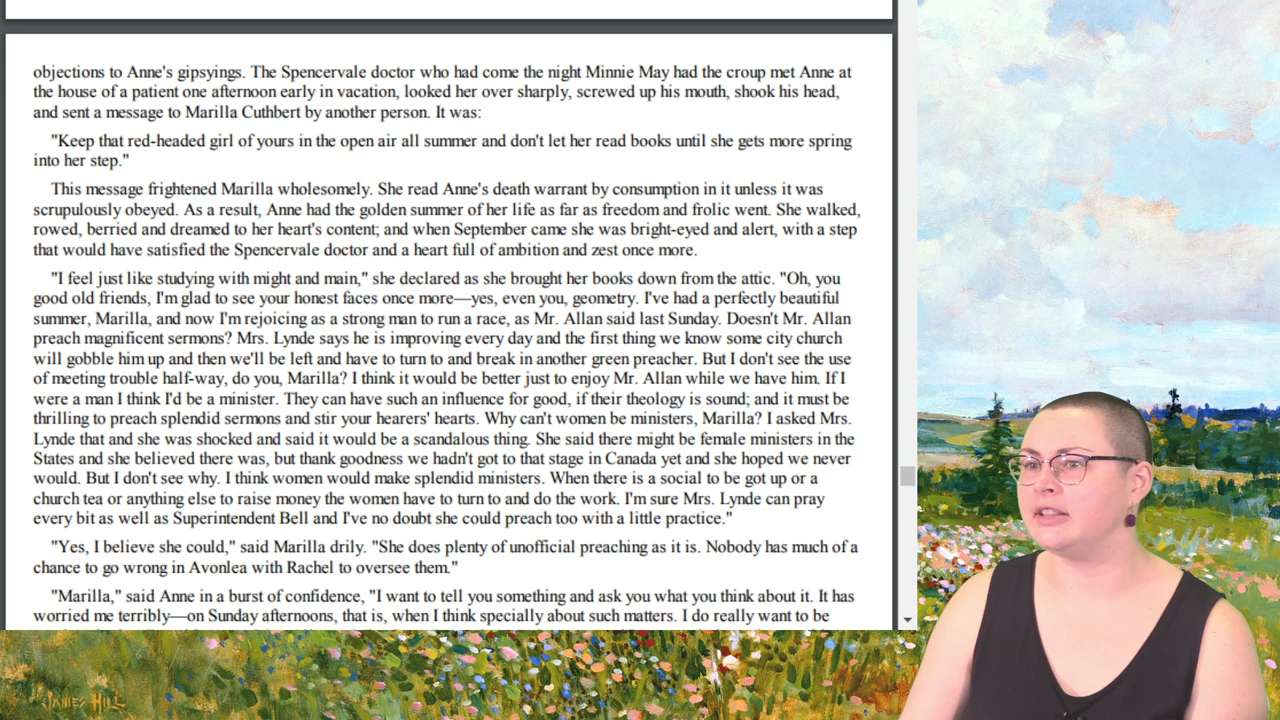 objections to Anne's gipsyings. The Spencervale doctor who had come the night Minnie May had the croup met Anne at
the house of a patient one afternoon early in vacation, looked her over sharply, screwed up his mouth, shook his head,
and sent a message to Marilla Cuthbert by another person. It was:
"Keep that red-headed girl of yours in the open air all summer and don't let her read books until she gets more spring
into her step."
This message frightened Marilla wholesomely. She read Anne's death warrant by consumption in it unless it was
scrupulously obeyed. As a result, Anne had the golden summer of her life as far as freedom and frolic went. She walked,
rowed, berried and dreamed to her heart's content; and when September came she was bright-eyed and alert, with a step
that would have satisfied the Spencervale doctor and a heart full of ambition and zest once more.
"I feel just like studying with might and main," she declared as she brought her books down from the attic. "Oh, you
good old friends, I'm glad to see your honest faces once more—yes, even you, geometry. I've had a perfectly beautiful
summer, Marilla, and now I'm rejoicing as a strong man to run a race, as Mr. Allan said last Sunday. Doesn't Mr. Allan
preach magnificent sermons? Mrs. Lynde says he is improving every day and the first thing we know some city church
will gobble him up and then we'll be left and have to turn to and break in another green preacher. But I don't see the use
of meeting trouble half-way, do you, Marilla? I think it would be better just to enjoy Mr. Allan while we have him. If I
were a man I think I'd be a minister. They can have such an influence for good, if their theology is sound; and it must be
thrilling to preach splendid sermons and stir your hearers' hearts. Why can't women be ministers, Marilla? I asked Mrs.
Lynde that and she was shocked and said it would be a scandalous thing. She said there might be female ministers in the
States and she believed there was, but thank goodness we hadn't got to that stage in Canada yet and she hoped we never
would. But I don't see why. I think women would make splendid ministers. When there is a social to be got up or a
church tea or anything else to raise money the women have to turn to and do the work. I'm sure Mrs. Lynde can pray
every bit as well as Superintendent Bell and I've no doubt she could preach too with a little practice."
"Yes, I believe she could," said Marilla drily. "She does plenty of unofficial preaching as it is. Nobody has much of a
chance to go wrong in Avonlea with Rachel to oversee them."
"Marilla," said Anne in a burst of confidence, "I want to tell you something and ask you what you think about it. It has
worried me terribly—on Sunday afternoons, that is, when I think specially about such matters. I do really want to be
JAMES HILL